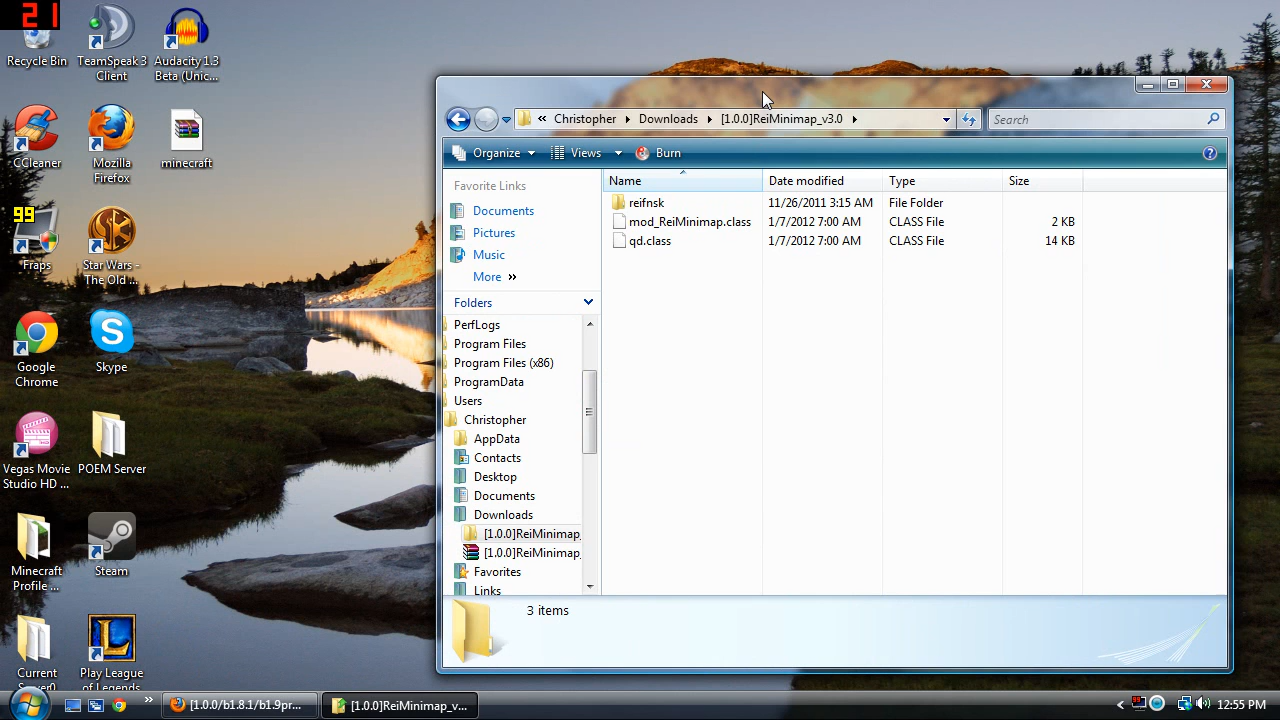 21
Recycle Bin
TeamSpeak 3
Client
Audacity 1.3
Beta (Unic...
CCleaner
Mozilla
Firefox
minecraft
99
Fraps
Star Wars -
The Old ...
Google
Chrome
Skype
Vegas Movie
Studio HD ...
POEM Server
Minecraft
Profile ...
Steam
Current
Server0
Play League
of Legends
« Christopher Downloads [1.0.0]ReiMinimap_v3.0
Search
Organize Views Burn
Favorite Links
Documents
Pictures
Music
More »
Folders
PerfLogs
Program Files
Program Files (x86)
ProgramData
Users
Christopher
AppData
Contacts
Desktop
Documents
Downloads
[1.0.0]ReiMinimap_
[1.0.0]ReiMinimap_
Favorites
Links
Name Date modified Type Size
reifnsk 11/26/2011 3:15 AM File Folder
mod_ReiMinimap.class 1/7/2012 7:00 AM CLASS File 2 KB
qd.class 1/7/2012 7:00 AM CLASS File 14 KB
3 items
[1.0.0/b1.8.1/b1.9pr...
[1.0.0]ReiMinimap_v...
12:55 PM